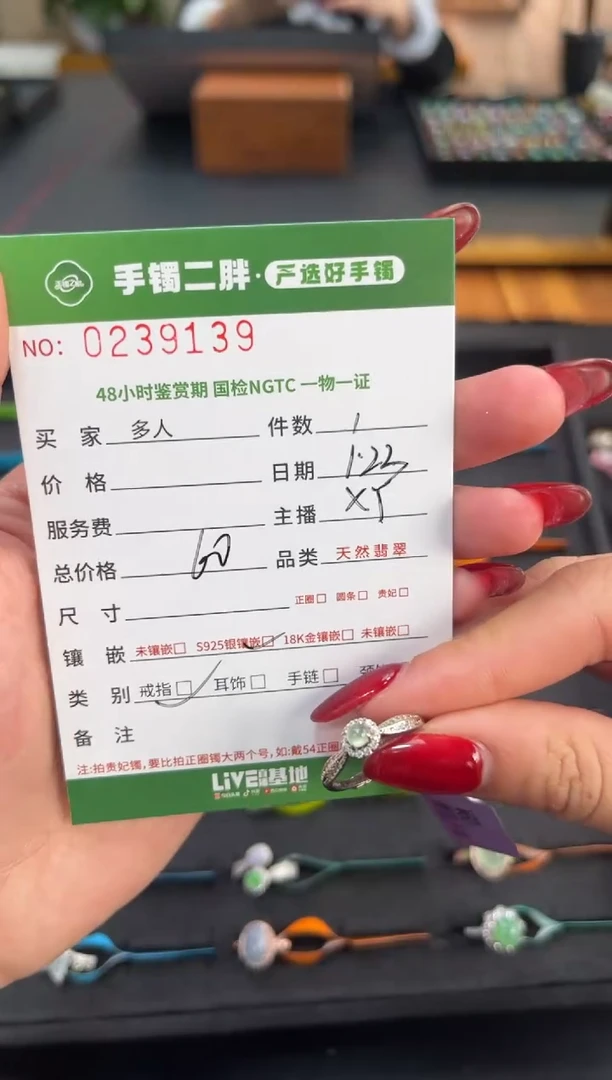 手镯二胖·严选好手镯
NO: 0239139
48小时鉴赏期 国检NGTC 一物一证
买 家 多人 件数 1
价 格 日期 1.22
服务费 主播 XY
总价格 60 品类 天然翡翠
尺 寸 正圈□ 圆条□ 贵妃□
镶 嵌 未镶嵌□ S925银镶嵌□ 18K金镶嵌□ 未镶嵌□
类 别 戒指□ 耳饰□ 手链□
备 注
注:拍贵妃镯,要比拍正圈镯大两个号,如:戴54正圈
LiVE 基地